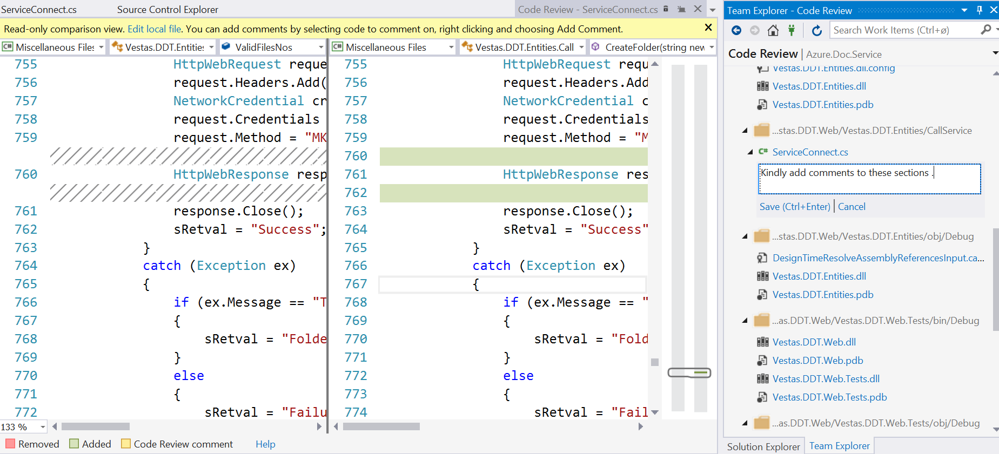 ServiceConnect.cs Source Control Explorer Code Review - ServiceConnect.cs
Read-only comparison view. Edit local file. You can add comments by selecting code to comment on, right clicking and choosing Add Comment.
C# Miscellaneous Files Vestas.DDT.Entities ValidFilesNos
755 HttpWebRequest reque
756 request.Headers.Add(
757 NetworkCredential cr
758 request.Credentials
759 request.Method = "MK
760 HttpWebResponse resp
761 response.Close();
762 sRetval = "Success";
763 }
764 catch (Exception ex)
765 {
766 if (ex.Message == "T
767 {
768 sRetval = "Folde
769 }
770 else
771 {
772 sRetval = "Failu
133 %
C# Miscellaneous Files Vestas.DDT.Entities.Call CreateFolder(string new
755 HttpWebRequest requ
756 request.Headers.Add
757 NetworkCredential c
758 request.Credentials
759 request.Method = "M
760
761 HttpWebResponse res
762
763 response.Close();
764 sRetval = "Success"
765 }
766 catch (Exception ex)
767 {
768 if (ex.Message == "
769 {
770 sRetval = "Fold
771 }
772 else
773 {
774 sRetval = "Fail
Removed Added Code Review comment Help
Team Explorer - Code Review
Search Work Items (Ctrl+ø)
Code Review | Azure.Doc.Service
Vestas.DDT.Entities.dll.config
Vestas.DDT.Entities.dll
Vestas.DDT.Entities.pdb
...stas.DDT.Web/Vestas.DDT.Entities/CallService
C# ServiceConnect.cs
Kindly add comments to these sections .
Save (Ctrl+Enter) | Cancel
...stas.DDT.Web/Vestas.DDT.Entities/obj/Debug
DesignTimeResolveAssemblyReferencesInput.ca...
Vestas.DDT.Entities.dll
Vestas.DDT.Entities.pdb
...as.DDT.Web/Vestas.DDT.Web.Tests/bin/Debug
Vestas.DDT.Web.dll
Vestas.DDT.Web.pdb
Vestas.DDT.Web.Tests.dll
Vestas.DDT.Web.Tests.pdb
...as.DDT.Web/Vestas.DDT.Web.Tests/obj/Debug
Solution Explorer Team Explorer